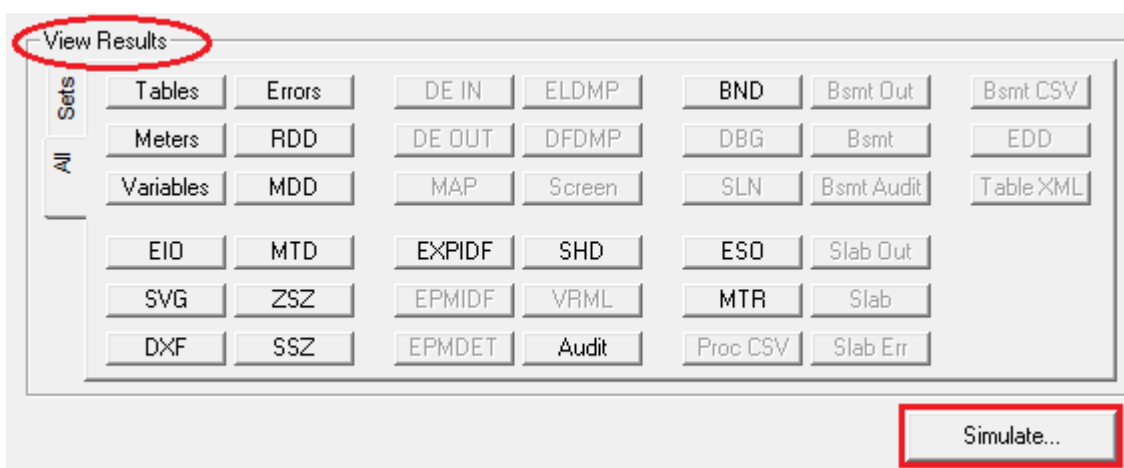 View Results
Sets
All
Tables Errors DE IN ELDMP BND Bsmt Out Bsmt CSV
Meters RDD DE OUT DFDMP DBG Bsmt EDD
Variables MDD MAP Screen SLN Bsmt Audit Table XML
EIO MTD EXPIDF SHD ESO Slab Out
SVG ZSZ EPMIDF VRML MTR Slab
DXF SSZ EPMDET Audit Proc CSV Slab Err
Simulate...